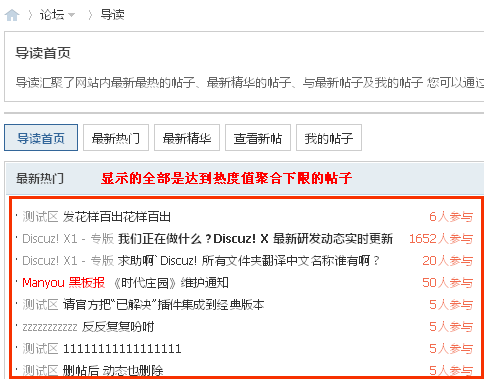 论坛 导读
导读首页
导读汇聚了网站内最新最热的帖子、最新精华的帖子、与最新帖子及我的帖子 您可以通过
导读首页 最新热门 最新精华 查看新帖 我的帖子
最新热门 显示的全部是达到热度值聚合下限的帖子
测试区 发花样百出花样百出 6人参与
Discuz! X1 - 专版 我们正在做什么？Discuz! X 最新研发动态实时更新 1652人参与
Discuz! X1 - 专版 求助啊`Discuz! 所有文件夹翻译中文名称谁有啊？ 20人参与
Manyou 黑板报 《时代庄园》维护通知 50人参与
测试区 请官方把“已解决”插件集成到经典版本 5人参与
zzzzzzzzzzz 反反复复吩咐 5人参与
测试区 11111111111111111 5人参与
测试区 删帖后 动态也删除 5人参与